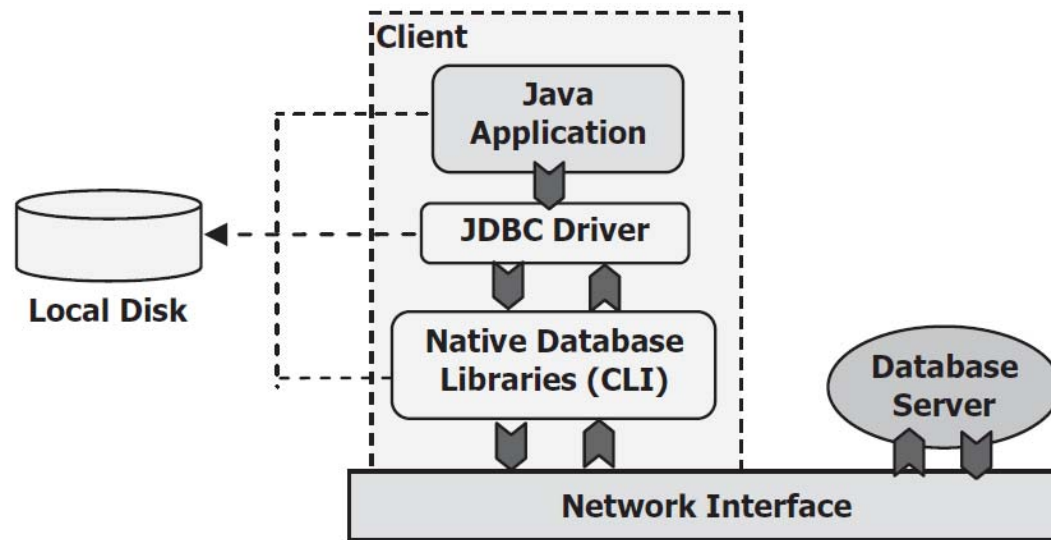 Client
Java
Application
JDBC Driver
Local Disk
Native Database
Libraries (CLI)
Database
Server
Network Interface